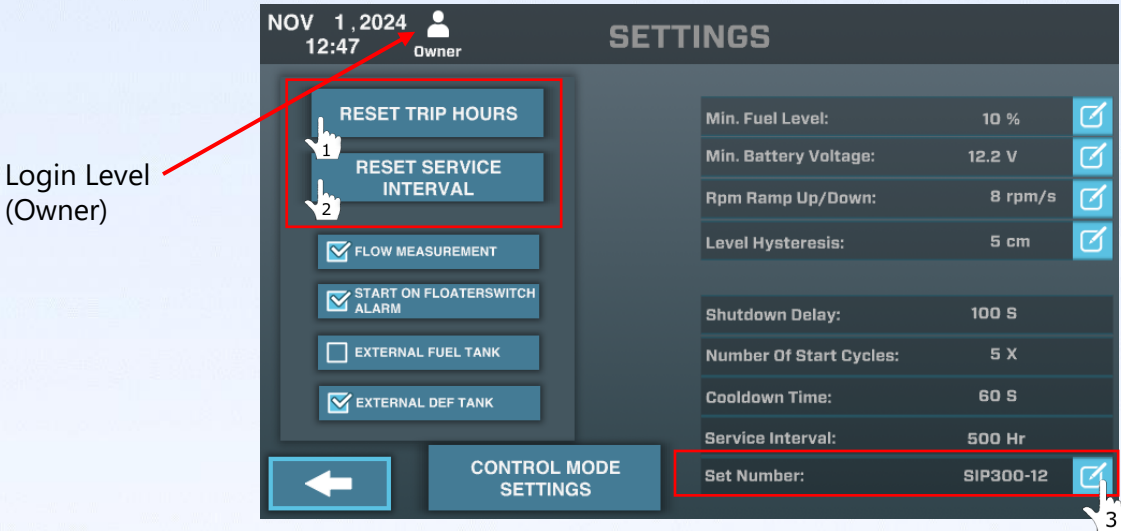 NOV 1,2024
12:47
Owner
SETTINGS
Login Level
(Owner)
RESET TRIP HOURS
1
RESET SERVICE
INTERVAL
2
FLOW MEASUREMENT
START ON FLOATERSWITCH
ALARM
EXTERNAL FUEL TANK
EXTERNAL DEF TANK
CONTROL MODE
SETTINGS
Min. Fuel Level: 10 %
Min. Battery Voltage: 12.2 V
Rpm Ramp Up/Down: 8 rpm/s
Level Hysteresis: 5 cm
Shutdown Delay: 100 S
Number Of Start Cycles: 5 X
Cooldown Time: 60 S
Service Interval: 500 Hr
Set Number: SIP300-12
3